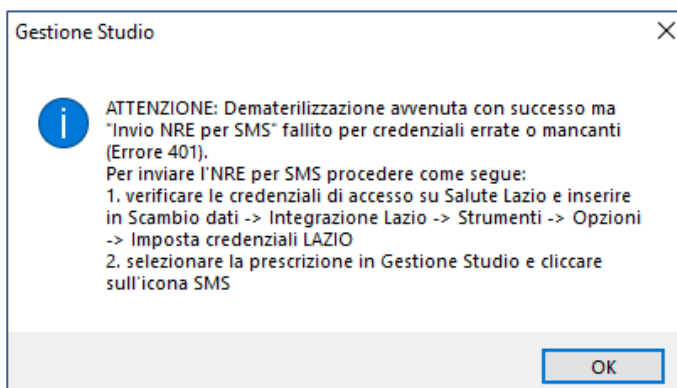 Gestione Studio
ATTENZIONE: Dematerilizzazione avvenuta con successo ma
"Invio NRE per SMS" fallito per credenziali errate o mancanti
(Errore 401).
Per inviare l'NRE per SMS procedere come segue:
1. verificare le credenziali di accesso su Salute Lazio e inserire
in Scambio dati -> Integrazione Lazio -> Strumenti -> Opzioni
-> Imposta credenziali LAZIO
2. selezionare la prescrizione in Gestione Studio e cliccare
sull'icona SMS
OK